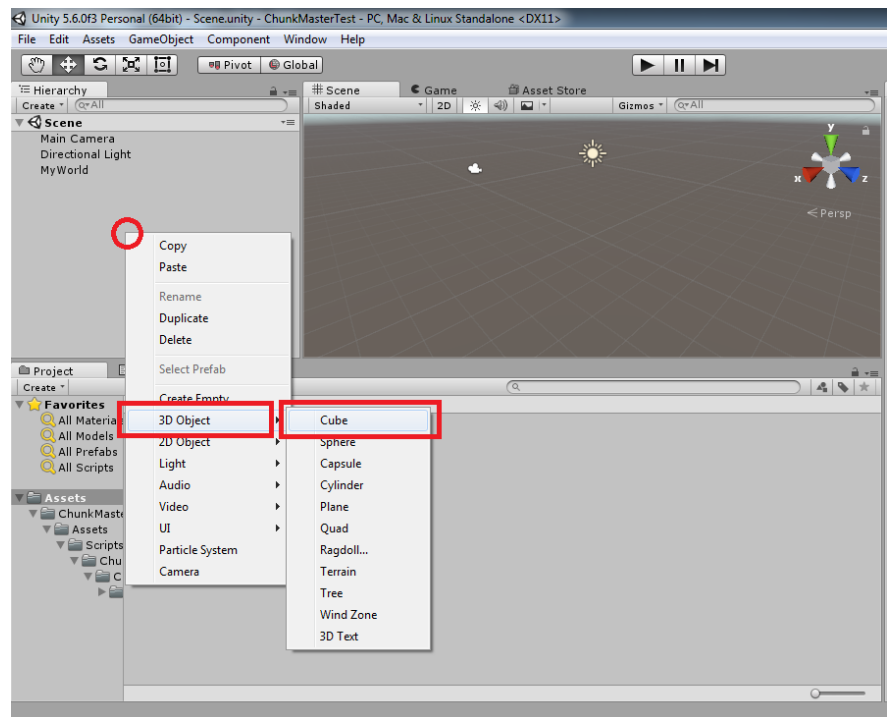 Unity 5.6.0f3 Personal (64bit) - Scene.unity - ChunkMasterTest - PC, Mac & Linux Standalone <DX11>
File Edit Assets GameObject Component Window Help
Pivot Global
Hierarchy
Create All
Scene
Main Camera
Directional Light
MyWorld
Scene Game Asset Store
Shaded 2D Gizmos All
y
x z
Persp
Copy
Paste
Rename
Duplicate
Delete
Select Prefab
Create Empty
3D Object
2D Object
Light
Audio
Video
UI
Particle System
Camera
Cube
Sphere
Capsule
Cylinder
Plane
Quad
Ragdoll...
Terrain
Tree
Wind Zone
3D Text
Project
Create
Favorites
All Materia
All Models
All Prefabs
All Scripts
Assets
ChunkMaste
Assets
Scripts
Chu
C